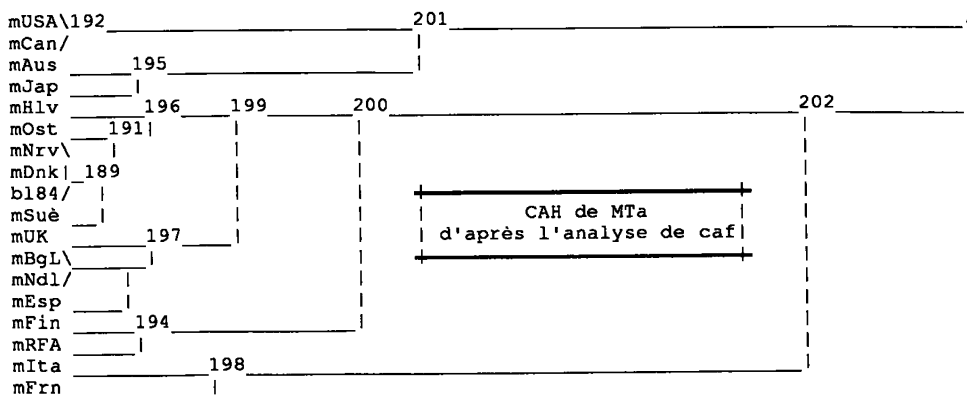 mUSA\192 201
mCan/
mAus 195
mJap
mHlv 196 199 200 202
mOst 191
mNrv\
mDnk| 189
bl84/
mSuè CAH de MTa
mUK 197 d'après l'analyse de caf
mBgL\
mNdl/
mEsp
mFin 194
mRFA
mIta 198
mFrn